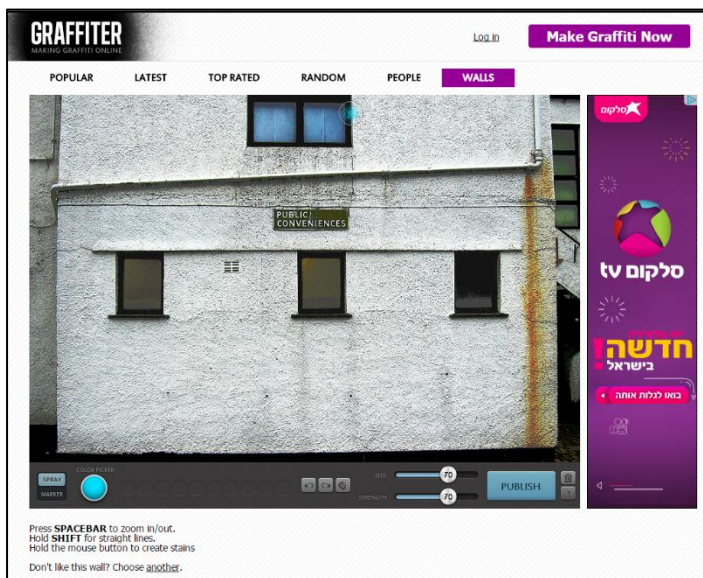 GRAFFITER
MAKING GRAFFITI ONLINE
Log in
Make Graffiti Now
POPULAR
LATEST
TOP RATED
RANDOM
PEOPLE
WALLS
PUBLIC
CONVENIENCES
סלקום
סלקום tv
חדשה!
בישראל
בואו לגלות אותה
COLOR PICKER
SPRAY
MARKER
SIZE
70
STRENGTH
70
PUBLISH
?
Press SPACEBAR to zoom in/out.
Hold SHIFT for straight lines.
Hold the mouse button to create stains
Don't like this wall? Choose another.